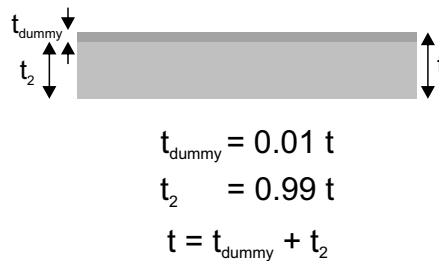 t_dummy
t_2
t
t_dummy = 0.01 t
t_2 = 0.99 t
t = t_dummy + t_2